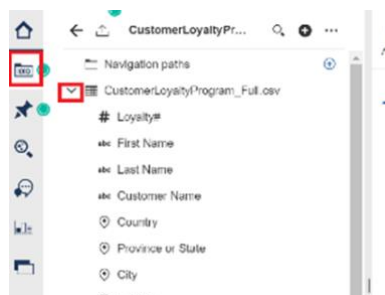 CustomerLoyaltyPr...
Navigation paths
CustomerLoyaltyProgram_Full.csv
# Loyalty#
abc First Name
abc Last Name
abc Customer Name
Country
Province or State
City